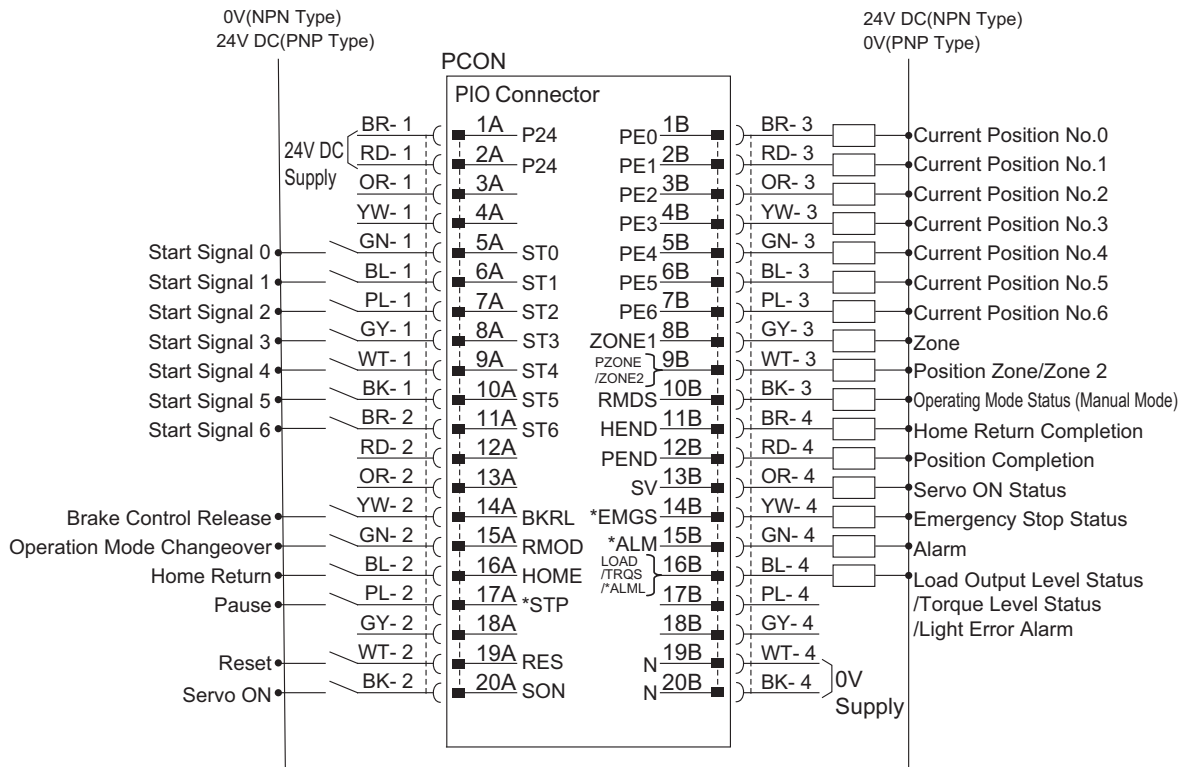 0V(NPN Type)
24V DC(PNP Type)
24V DC(NPN Type)
0V(PNP Type)
PCON
PIO Connector
24V DC
Supply
BR- 1 1A P24
RD- 1 2A P24
OR- 1 3A
YW- 1 4A
Start Signal 0 GN- 1 5A ST0
Start Signal 1 BL- 1 6A ST1
Start Signal 2 PL- 1 7A ST2
Start Signal 3 GY- 1 8A ST3
Start Signal 4 WT- 1 9A ST4
Start Signal 5 BK- 1 10A ST5
Start Signal 6 BR- 2 11A ST6
RD- 2 12A
OR- 2 13A
Brake Control Release YW- 2 14A BKRL
Operation Mode Changeover GN- 2 15A RMOD
Home Return BL- 2 16A HOME
Pause PL- 2 17A *STP
GY- 2 18A
Reset WT- 2 19A RES
Servo ON BK- 2 20A SON
PE0 1B BR- 3 Current Position No.0
PE1 2B RD- 3 Current Position No.1
PE2 3B OR- 3 Current Position No.2
PE3 4B YW- 3 Current Position No.3
PE4 5B GN- 3 Current Position No.4
PE5 6B BL- 3 Current Position No.5
PE6 7B PL- 3 Current Position No.6
ZONE1 8B GY- 3 Zone
PZONE
/ZONE2
9B WT- 3 Position Zone/Zone 2
RMDS 10B BK- 3 Operating Mode Status (Manual Mode)
HEND 11B BR- 4 Home Return Completion
PEND 12B RD- 4 Position Completion
SV 13B OR- 4 Servo ON Status
*EMGS 14B YW- 4 Emergency Stop Status
*ALM 15B GN- 4 Alarm
LOAD
/TRQS
/*ALML
16B BL- 4 Load Output Level Status
/Torque Level Status
/Light Error Alarm
17B PL- 4
18B GY- 4
N 19B WT- 4
N 20B BK- 4
0V
Supply